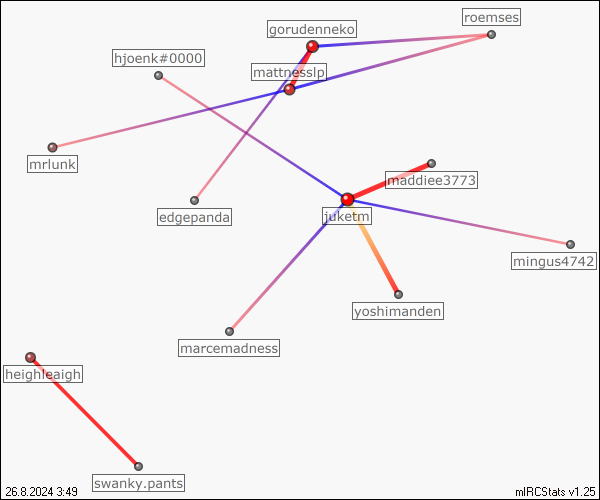 roemses
gorudenneko
hjoenk#0000
mattnesslp
mrlunk
maddiee3773
edgepanda
juketm
mingus4742
yoshimanden
marcemadness
heighleaigh
swanky.pants
26.8.2024 3:49
mIRCStats v1.25